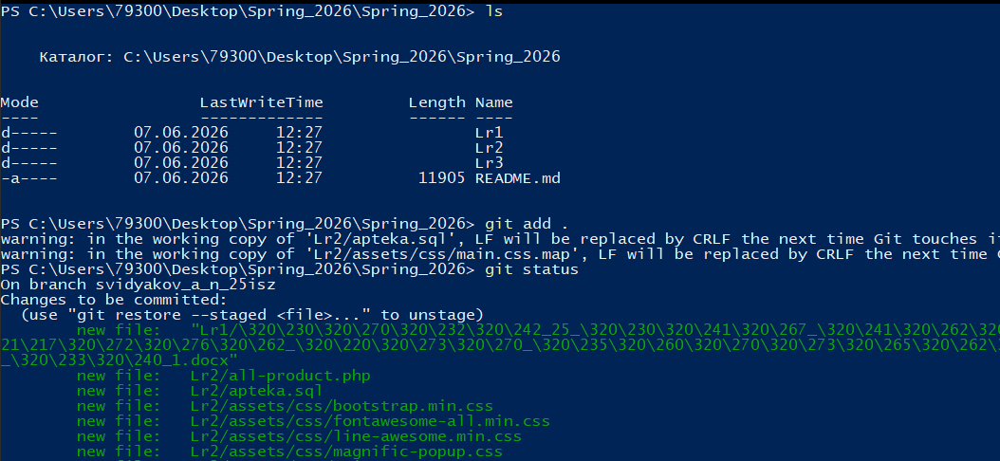 PS C:\Users\79300\Desktop\Spring_2026\Spring_2026> ls
Каталог: C:\Users\79300\Desktop\Spring_2026\Spring_2026
Mode LastWriteTime Length Name
---- ------------- ------ ----
d----- 07.06.2026 12:27 Lr1
d----- 07.06.2026 12:27 Lr2
d----- 07.06.2026 12:27 Lr3
-a---- 07.06.2026 12:27 11905 README.md
PS C:\Users\79300\Desktop\Spring_2026\Spring_2026> git add .
warning: in the working copy of 'Lr2/apteka.sql', LF will be replaced by CRLF the next time Git touches i
warning: in the working copy of 'Lr2/assets/css/main.css.map', LF will be replaced by CRLF the next time
PS C:\Users\79300\Desktop\Spring_2026\Spring_2026> git status
On branch svidyakov_a_n_25isz
Changes to be committed:
(use "git restore --staged <file>..." to unstage)
new file: "Lr1/\320\230\320\270\320\232\320\242_25_\320\230\320\241\320\267_\320\241\320\262\320
21\217\320\272\320\276\320\262_\320\220\320\273\320\270_\320\235\320\260\320\270\320\273\320\265\320\262\
_\320\233\320\240_1.docx"
new file: Lr2/all-product.php
new file: Lr2/apteka.sql
new file: Lr2/assets/css/bootstrap.min.css
new file: Lr2/assets/css/fontawesome-all.min.css
new file: Lr2/assets/css/line-awesome.min.css
new file: Lr2/assets/css/magnific-popup.css